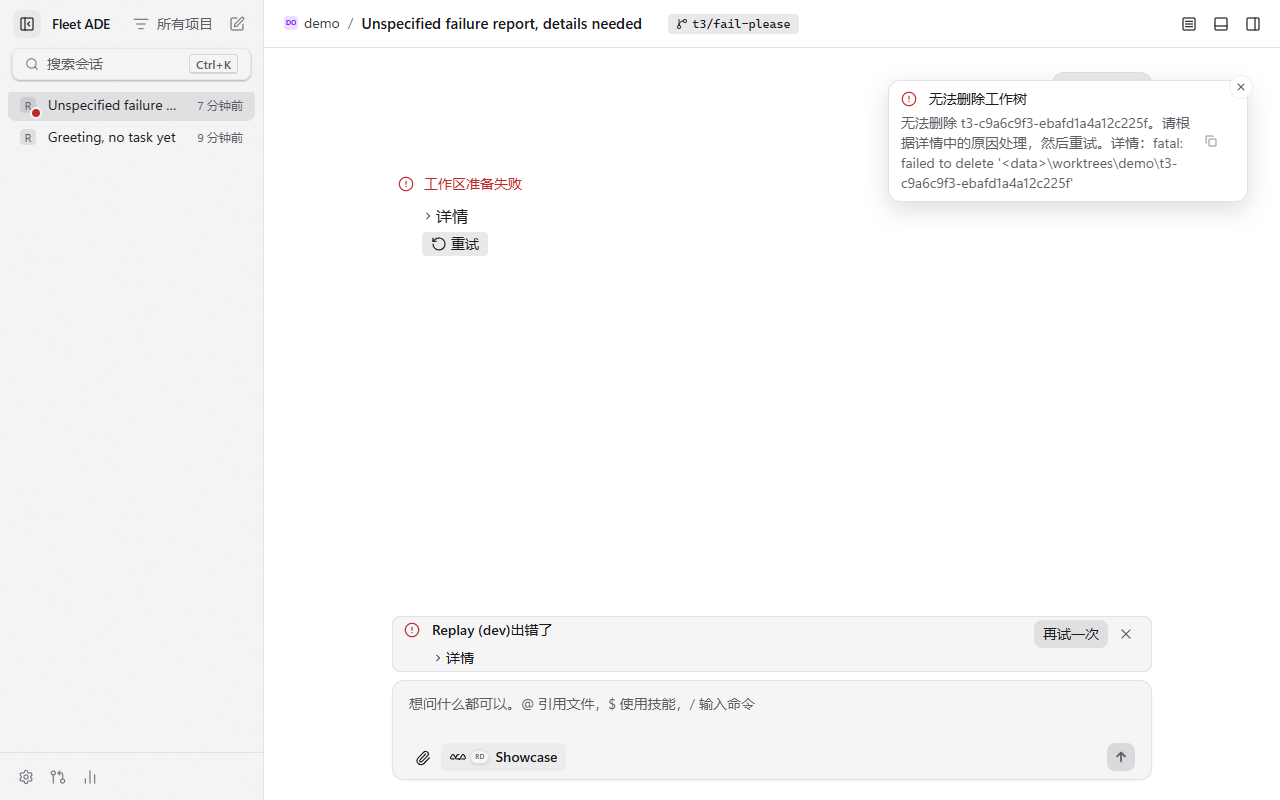 Fleet ADE
所有项目
搜索会话
Ctrl+K
R
Unspecified failure ...
7 分钟前
R
Greeting, no task yet
9 分钟前
DO
demo / Unspecified failure report, details needed
t3/fail-please
无法删除工作树
无法删除 t3-c9a6c9f3-ebafd1a4a12c225f。请根
据详情中的原因处理，然后重试。详情：fatal:
failed to delete '<data>\worktrees\demo\t3-
c9a6c9f3-ebafd1a4a12c225f'
工作区准备失败
详情
重试
Replay (dev)出错了
再试一次
详情
想问什么都可以。@ 引用文件，$ 使用技能，/ 输入命令
RD
Showcase